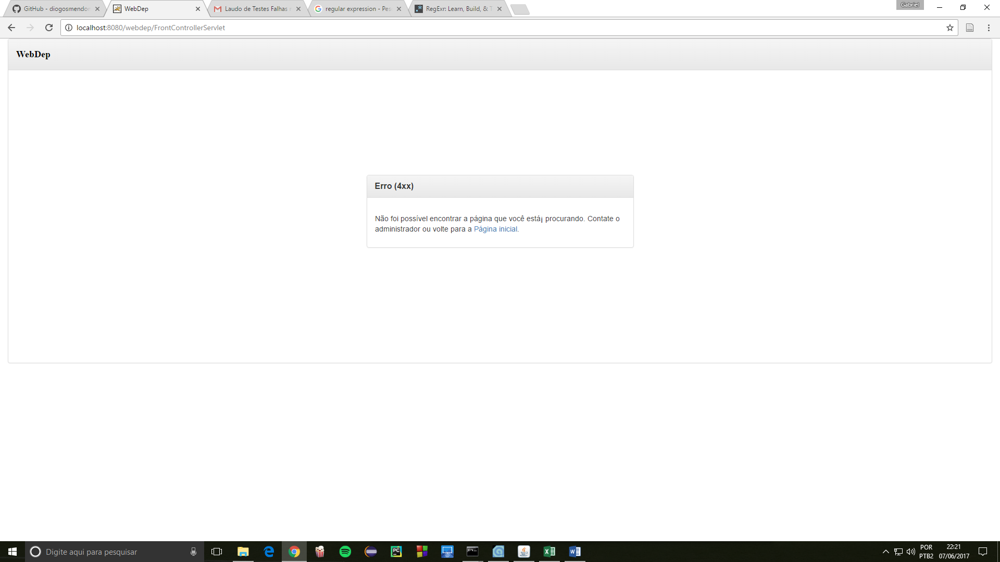 GitHub - diogosmendor
WebDep
Laudo de Testes Falhas
regular expression - Pes
RegExr: Learn, Build, & T
Gabriel
localhost:8080/webdep/FrontControllerServlet
WebDep
Erro (4xx)
Não foi possível encontrar a página que você está¡ procurando. Contate o
administrador ou volte para a Página inicial.
Digite aqui para pesquisar
POR
PTB2
22:21
07/06/2017